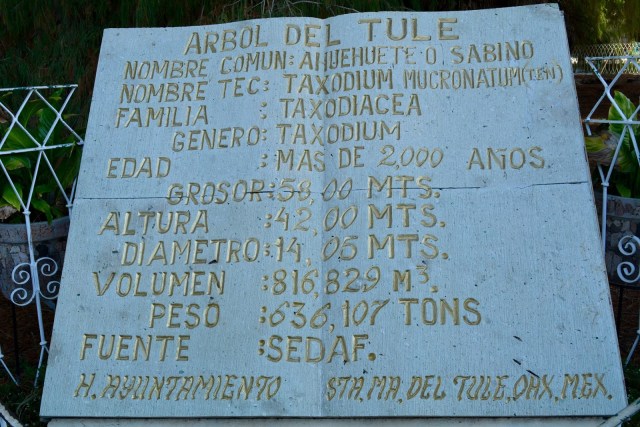 ARBOL DEL TULE
NOMBRE COMUN: AHUEHUETE O SABINO
NOMBRE TEC: TAXODIUM MUCRONATUM (TEN)
FAMILIA : TAXODIACEA
GENERO: TAXODIUM
EDAD : MAS DE 2,000 AÑOS.
GROSOR: 58,00 MTS.
ALTURA : 42,00 MTS.
DIAMETRO: 14,05 MTS.
VOLUMEN : 816,829 M3.
PESO : 636,107 TONS
FUENTE : SEDAF.
H. AYUNTAMIENTO STA. MA. DEL TULE, OAX. MEX.